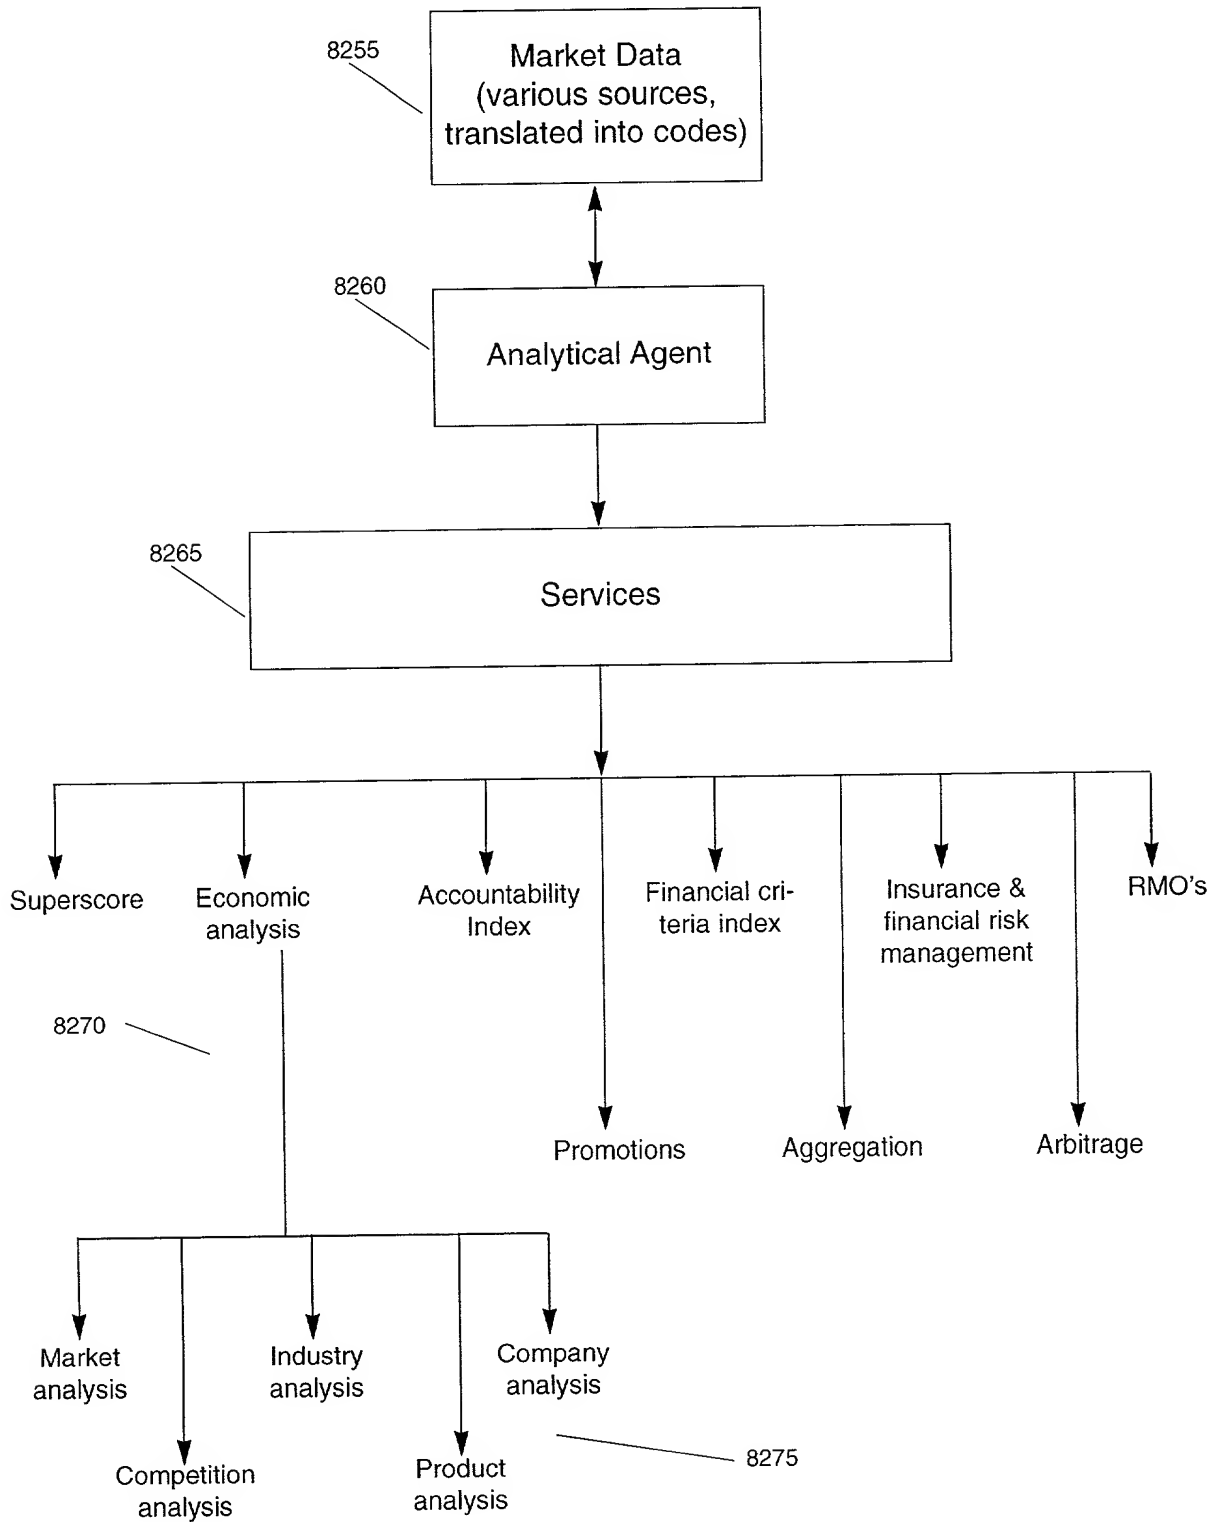 8255
Market Data
(various sources,
translated into codes)
8260
Analytical Agent
8265
Services
Superscore
Economic
analysis
Accountability
Index
Financial cri-
teria index
Insurance &
financial risk
management
RMO's
8270
Promotions
Aggregation
Arbitrage
Market
analysis
Industry
analysis
Company
analysis
Competition
analysis
Product
analysis
8275